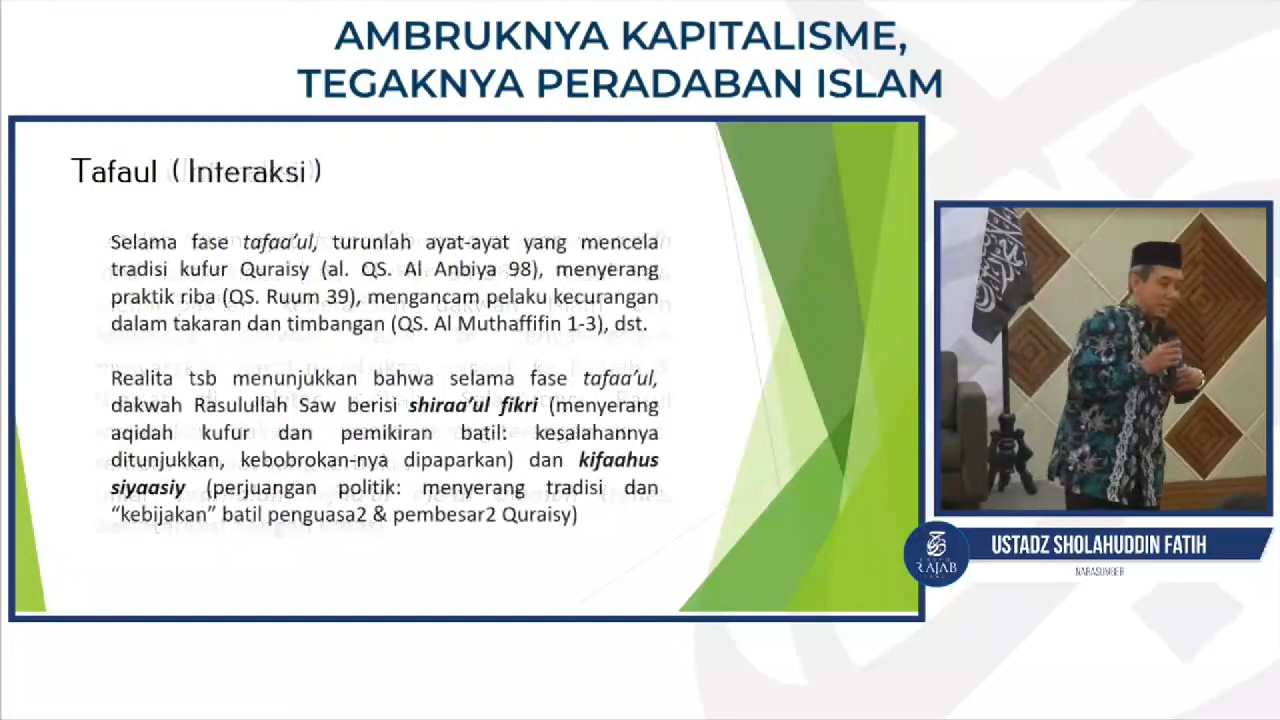 AMBRUKNYA KAPITALISME,
TEGAKNYA PERADABAN ISLAM
Tafaul (Interaksi)
Selama fase tafaa’ul, turunlah ayat-ayat yang mencela
tradisi kufur Quraisy (al. QS. Al Anbiya 98), menyerang
praktik riba (QS. Ruum 39), mengancam pelaku kecurangan
dalam takaran dan timbangan (QS. Al Muthaffifin 1-3), dst.
Realita tsb menunjukkan bahwa selama fase tafaa’ul,
dakwah Rasulullah Saw berisi shiraa’ul fikri (menyerang
aqidah kufur dan pemikiran batil: kesalahannya
ditunjukkan, kebobrokan-nya dipaparkan) dan kifaahus
siyaasiy (perjuangan politik: menyerang tradisi dan
“kebijakan” batil penguasa2 & pembesar2 Quraisy)
RAJAB
USTADZ SHOLAHUDDIN FATIH
NARASUMBER